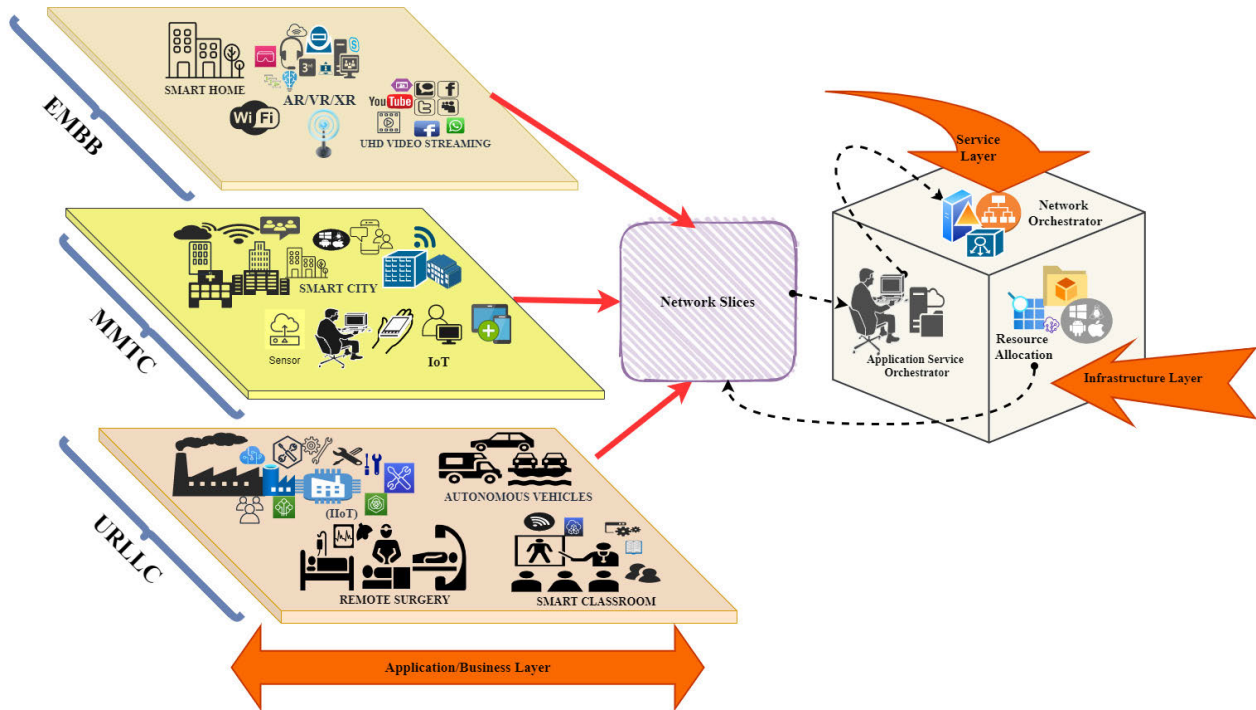 EMBB
SMART HOME
3rd
S
AR/VR/XR
WiFi
YouTube
UHD VIDEO STREAMING
MMTC
SMART CITY
Sensor
IoT
URLLC
(IIoT)
AUTONOMOUS VEHICLES
REMOTE SURGERY
SMART CLASSROOM
Application/Business Layer
Network Slices
Service
Layer
Network
Orchestrator
Application Service
Orchestrator
Resource
Allocation
Infrastructure Layer